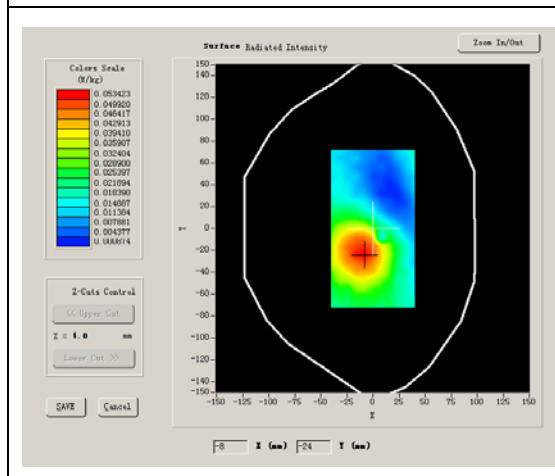 Surface Radiated Intensity
Zoom In/Out
Colors Scale
(W/kg)
0.053423
0.049920
0.046417
0.042913
0.039410
0.035907
0.032404
0.028900
0.025397
0.021894
0.018390
0.014887
0.011384
0.007881
0.004377
0.000874
Z-Cuts Control
<< Upper Cut
Z = 4.0 mm
Lower Cut >>
SAVE
Cancel
150
140
120
100
80
60
40
20
0
-20
-40
-60
-80
-100
-120
-140
-150
Y
-150 -125 -100 -75 -50 -25 0 25 50 75 100 125 150
X
-8 X (mm) -24 Y (mm)